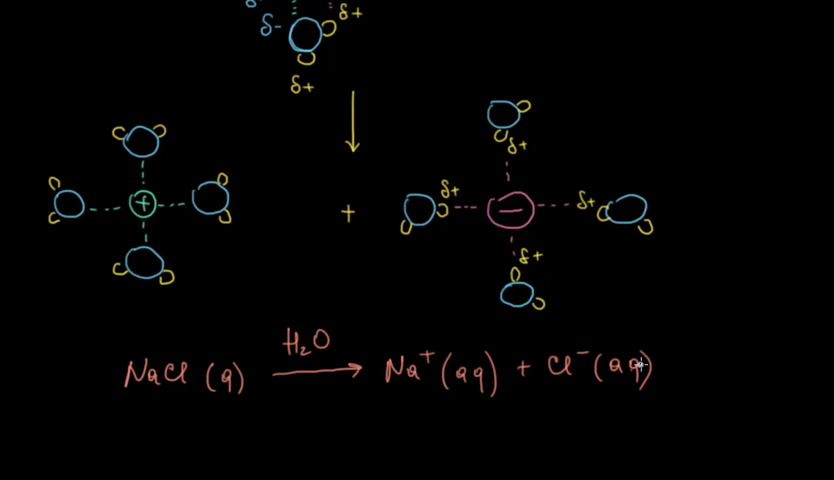 δ-
δ+
δ+
+
δ+
+
δ+
−
δ+
δ+
H₂O
NaCl (q) → Na⁺(aq) + Cl⁻(aq)